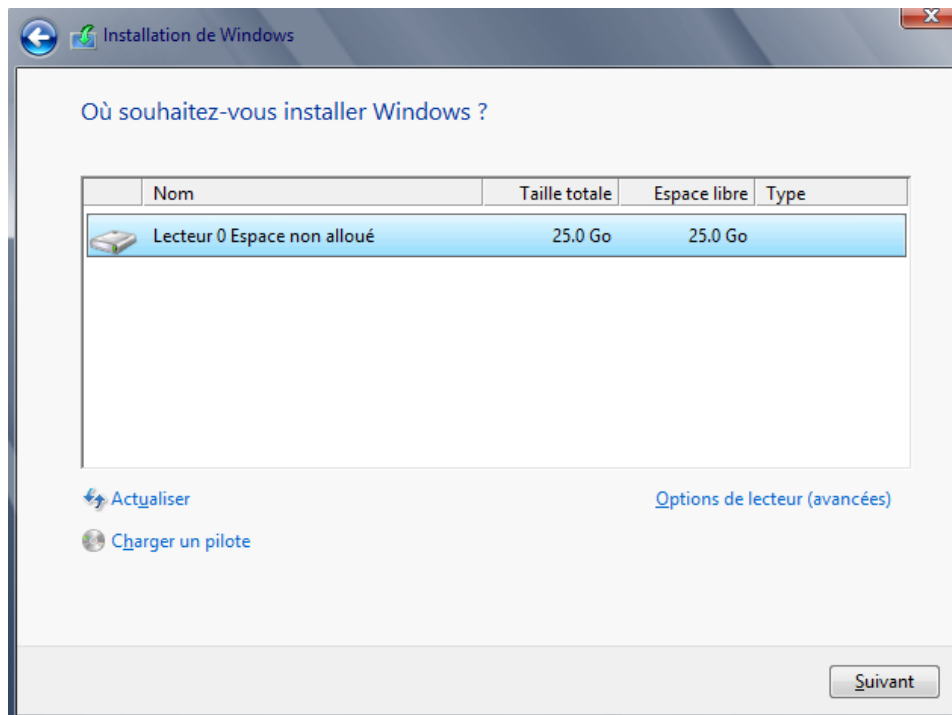 Installation de Windows
Où souhaitez-vous installer Windows ?
Nom Taille totale Espace libre Type
Lecteur 0 Espace non alloué 25.0 Go 25.0 Go
Actualiser Options de lecteur (avancées)
Charger un pilote
Suivant